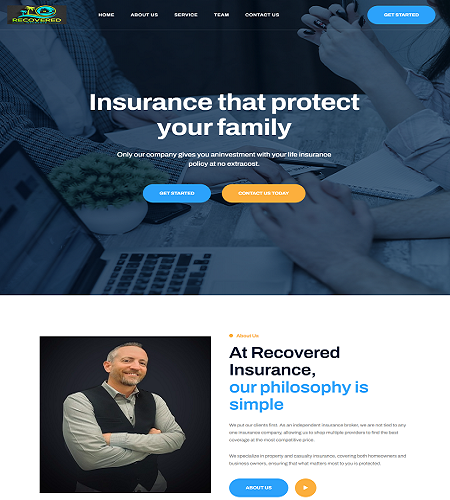 RECOVERED
HOME ABOUT US SERVICE TEAM CONTACT US GET STARTED
Insurance that protect
your family
Only our company gives you aninvestment with your life insurance
policy at no extracost.
GET STARTED CONTACT US TODAY
About Us
At Recovered
Insurance,
our philosophy is
simple
We put our clients first. As an independent insurance broker, we are not tied to any
one insurance company, allowing us to shop multiple providers to find the best
coverage at the most competitive price.
We specialize in property and casualty insurance, covering both homeowners and
business owners, ensuring that what matters most to you is protected.
ABOUT US